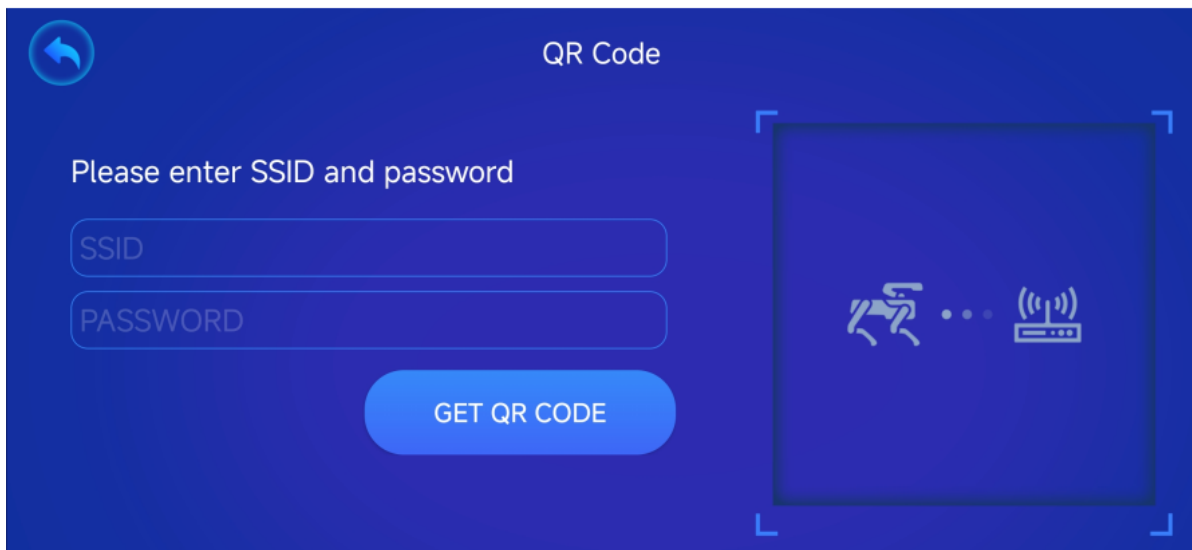 QR Code
Please enter SSID and password
SSID
PASSWORD
GET QR CODE